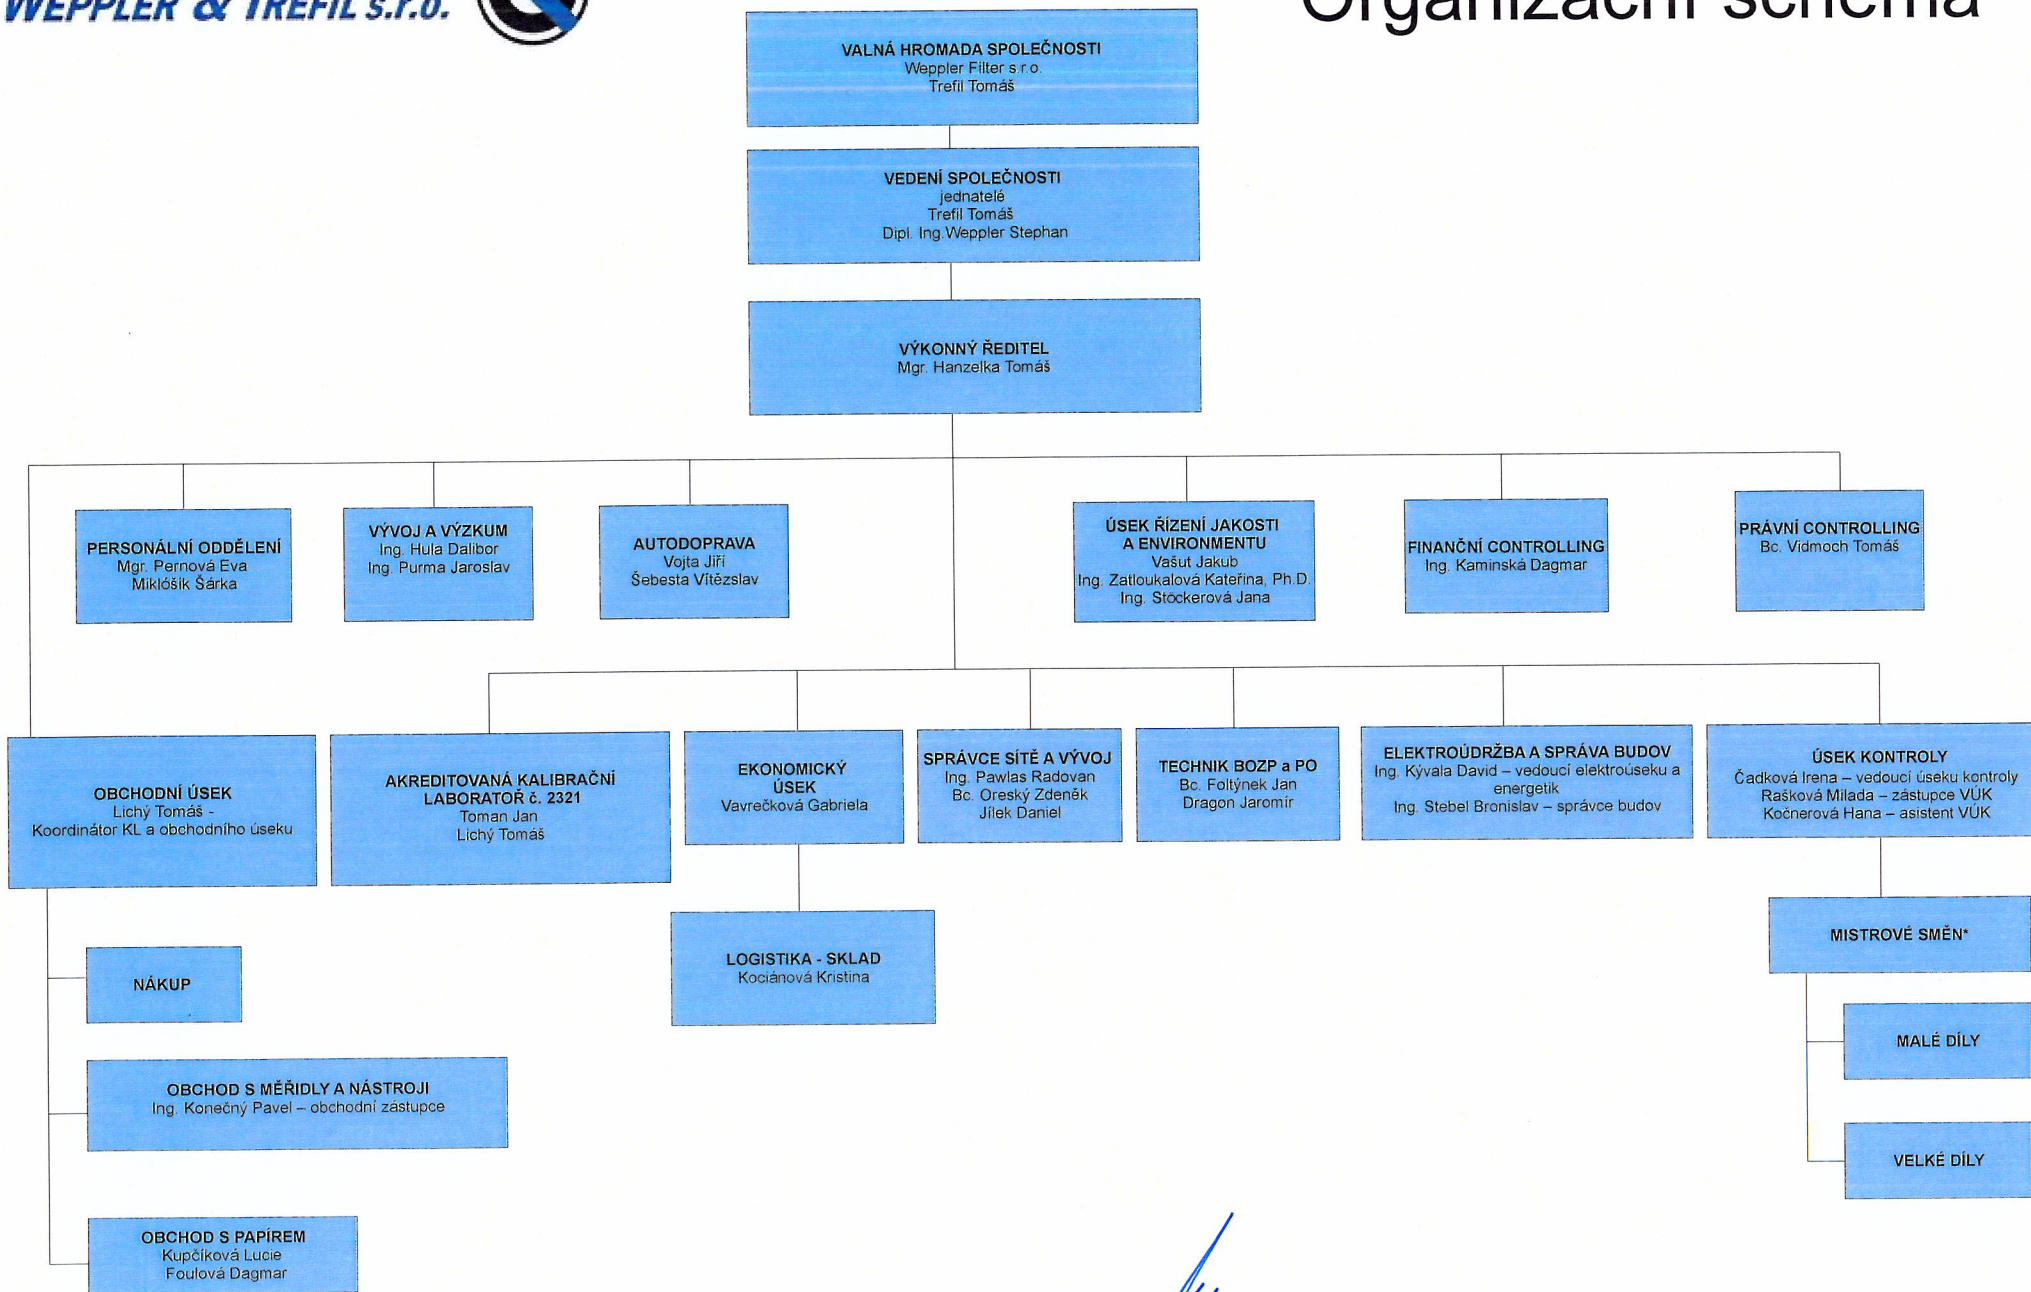 WEPPLER & TREFIL s.r.o.
Organizační schéma
VALNÁ HROMADA SPOLEČNOSTI
Weppler Filter s.r.o.
Trefil Tomáš
VEDENÍ SPOLEČNOSTI
jednatelé
Trefil Tomáš
Dipl. Ing.Weppler Stephan
VÝKONNÝ ŘEDITEL
Mgr. Hanzelka Tomáš
PERSONÁLNÍ ODDĚLENÍ
Mgr. Pernová Eva
Miklóšik Šárka
VÝVOJ A VÝZKUM
Ing. Hula Dalibor
Ing. Purma Jaroslav
AUTODOPRAVA
Vojta Jiří
Šebesta Vítězslav
ÚSEK ŘÍZENÍ JAKOSTI
A ENVIRONMENTU
Vašut Jakub
Ing. Zatloukalová Kateřina, Ph.D.
Ing. Stöckerová Jana
FINANČNÍ CONTROLLING
Ing. Kaminská Dagmar
PRÁVNÍ CONTROLLING
Bc. Vidmoch Tomáš
OBCHODNÍ ÚSEK
Lichý Tomáš -
Koordinátor KL a obchodního úseku
AKREDITOVANÁ KALIBRAČNÍ
LABORATOŘ č. 2321
Toman Jan
Lichý Tomáš
EKONOMICKÝ
ÚSEK
Vavrečková Gabriela
SPRÁVCE SÍTĚ A VÝVOJ
Ing. Pawlas Radovan
Bc. Oreský Zdeněk
Jílek Daniel
TECHNIK BOZP a PO
Bc. Foltýnek Jan
Dragon Jaromír
ELEKTROÚDRŽBA A SPRÁVA BUDOV
Ing. Kývala David – vedoucí elektroúseku a
energetik
Ing. Stebel Bronislav – správce budov
ÚSEK KONTROLY
Čadková Irena – vedoucí úseku kontroly
Rašková Milada – zástupce VÚK
Kočnerová Hana – asistent VÚK
LOGISTIKA - SKLAD
Kociánová Kristina
MISTROVÉ SMĚN*
NÁKUP
MALÉ DÍLY
OBCHOD S MĚŘIDLY A NÁSTROJI
Ing. Konečný Pavel – obchodní zástupce
VELKÉ DÍLY
OBCHOD S PAPÍREM
Kupčíková Lucie
Foulová Dagmar